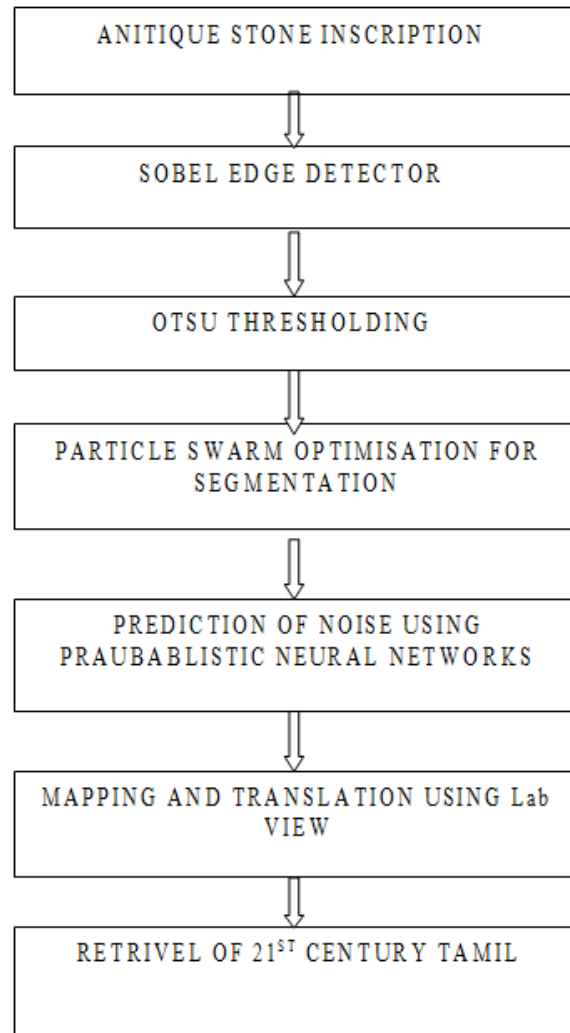 ANITIQUE STONE INSCRIPTION
SOBEL EDGE DETECTOR
OTSU THRESHOLDING
PARTICLE SWARM OPTIMISATION FOR
SEGMENTATION
PREDICTION OF NOISE USING
PRAUBABLISTIC NEURAL NETWORKS
MAPPING AND TRANSLATION USING Lab
VIEW
RETRIVEL OF 21ST CENTURY TAMIL